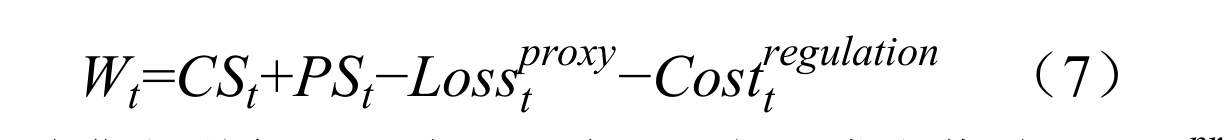 W_t=CS_t+PS_t−Loss_t^{proxy}−Cost_t^{regulation} （7）